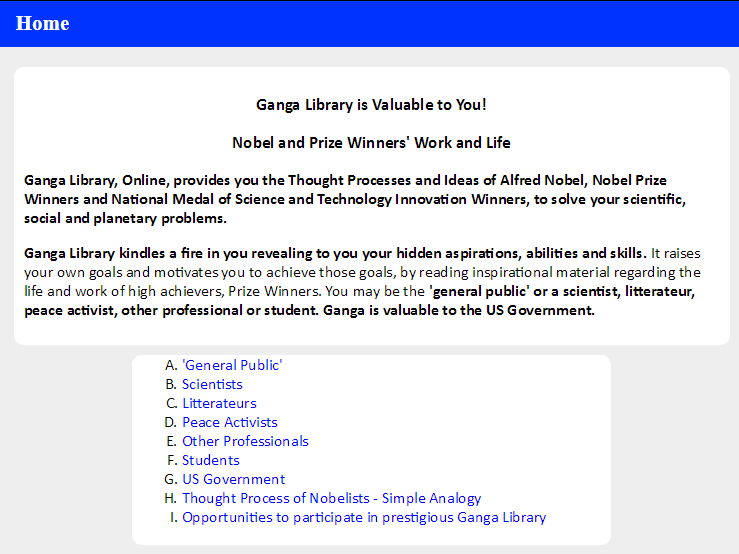 Home
Ganga Library is Valuable to You!
Nobel and Prize Winners' Work and Life
Ganga Library, Online, provides you the Thought Processes and Ideas of Alfred Nobel, Nobel Prize
Winners and National Medal of Science and Technology Innovation Winners, to solve your scientific,
social and planetary problems.
Ganga Library kindles a fire in you revealing to you your hidden aspirations, abilities and skills. It raises
your own goals and motivates you to achieve those goals, by reading inspirational material regarding the
life and work of high achievers, Prize Winners. You may be the 'general public' or a scientist, litterateur,
peace activist, other professional or student. Ganga is valuable to the US Government.
A. 'General Public'
B. Scientists
C. Litterateurs
D. Peace Activists
E. Other Professionals
F. Students
G. US Government
H. Thought Process of Nobelists - Simple Analogy
I. Opportunities to participate in prestigious Ganga Library